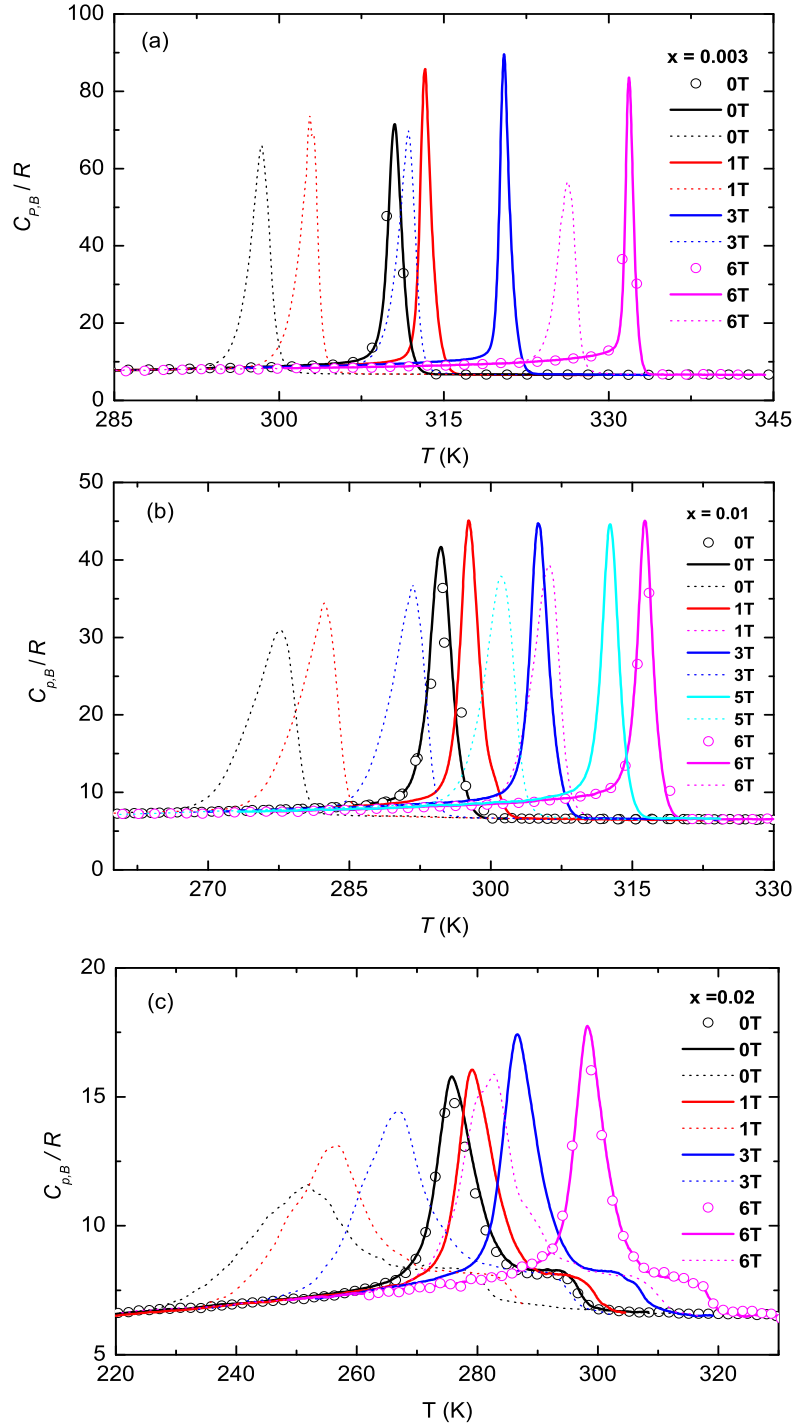 100
80
60
40
20
0
C_{P,B} / R
(a)
x = 0.003
0T
0T
0T
1T
1T
3T
3T
6T
6T
6T
285
300
315
330
345
T (K)
50
40
30
20
10
0
C_{p,B} / R
(b)
x = 0.01
0T
0T
0T
1T
1T
3T
3T
5T
5T
6T
6T
6T
270
285
300
315
330
T (K)
20
15
10
5
C_{p,B} / R
(c)
x =0.02
0T
0T
0T
1T
1T
3T
3T
6T
6T
6T
220
240
260
280
300
320
T (K)